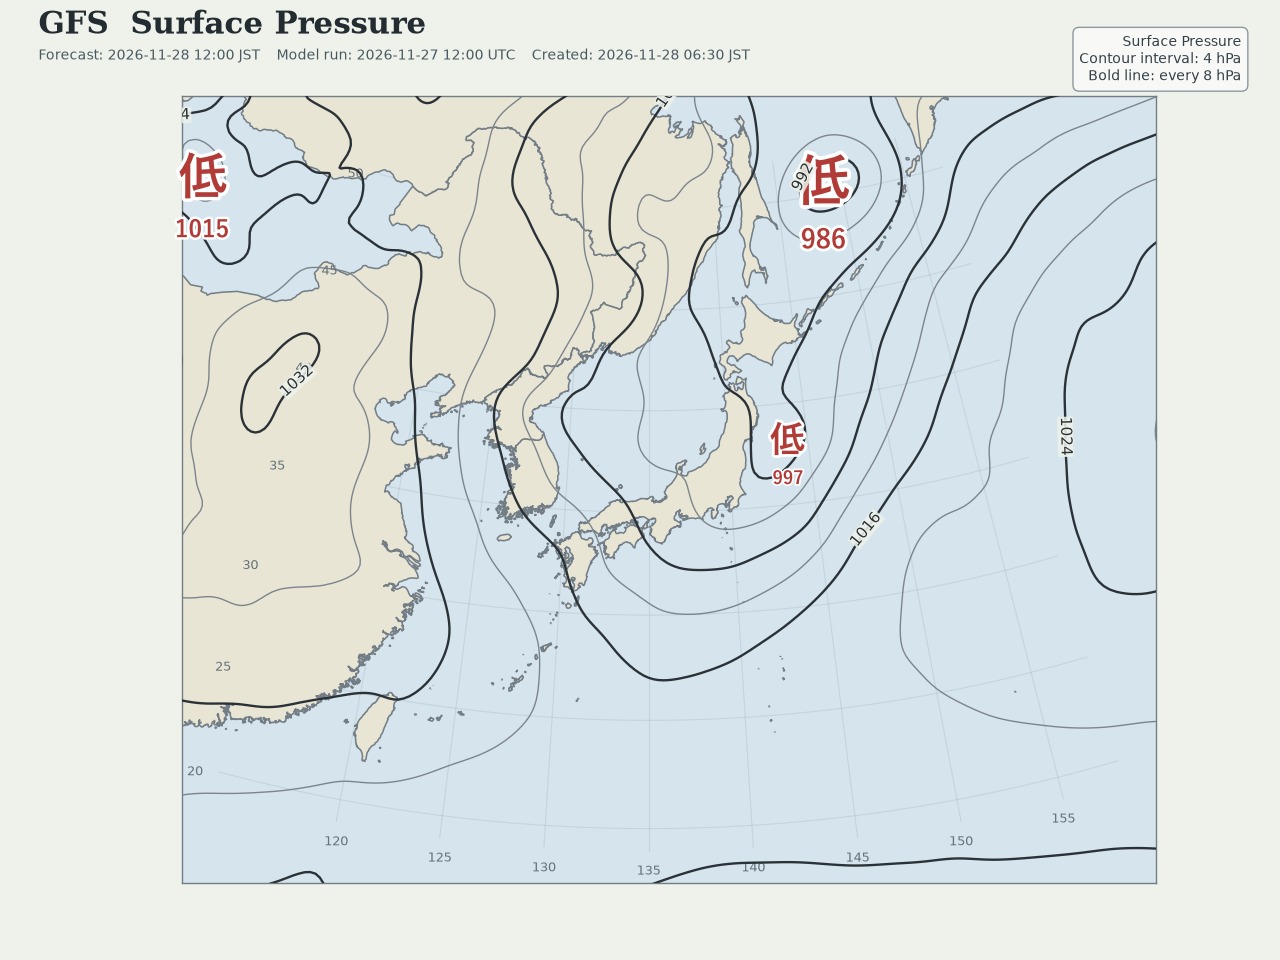 GFS  Surface Pressure
Forecast: 2026-11-28 12:00 JST    Model run: 2026-11-27 12:00 UTC    Created: 2026-11-28 06:30 JST
Surface Pressure
Contour interval: 4 hPa
Bold line: every 8 hPa
低
1015
992
低
986
50
45
1032
低
997
1024
35
1016
30
25
20
120
125
130
135
140
145
150
155